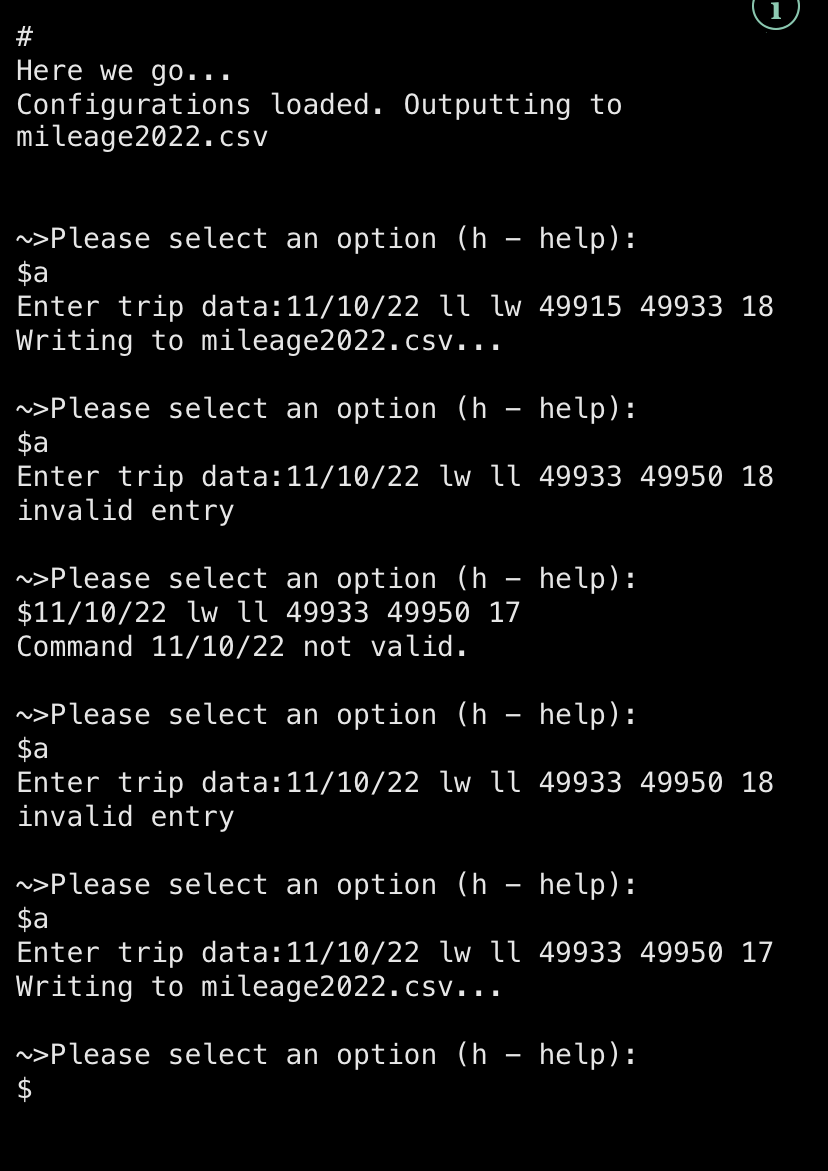 i
#
Here we go...
Configurations loaded. Outputting to
mileage2022.csv
~>Please select an option (h – help):
$a
Enter trip data:11/10/22 ll lw 49915 49933 18
Writing to mileage2022.csv...
~>Please select an option (h – help):
$a
Enter trip data:11/10/22 lw ll 49933 49950 18
invalid entry
~>Please select an option (h – help):
$11/10/22 lw ll 49933 49950 17
Command 11/10/22 not valid.
~>Please select an option (h – help):
$a
Enter trip data:11/10/22 lw ll 49933 49950 18
invalid entry
~>Please select an option (h – help):
$a
Enter trip data:11/10/22 lw ll 49933 49950 17
Writing to mileage2022.csv...
~>Please select an option (h – help):
$